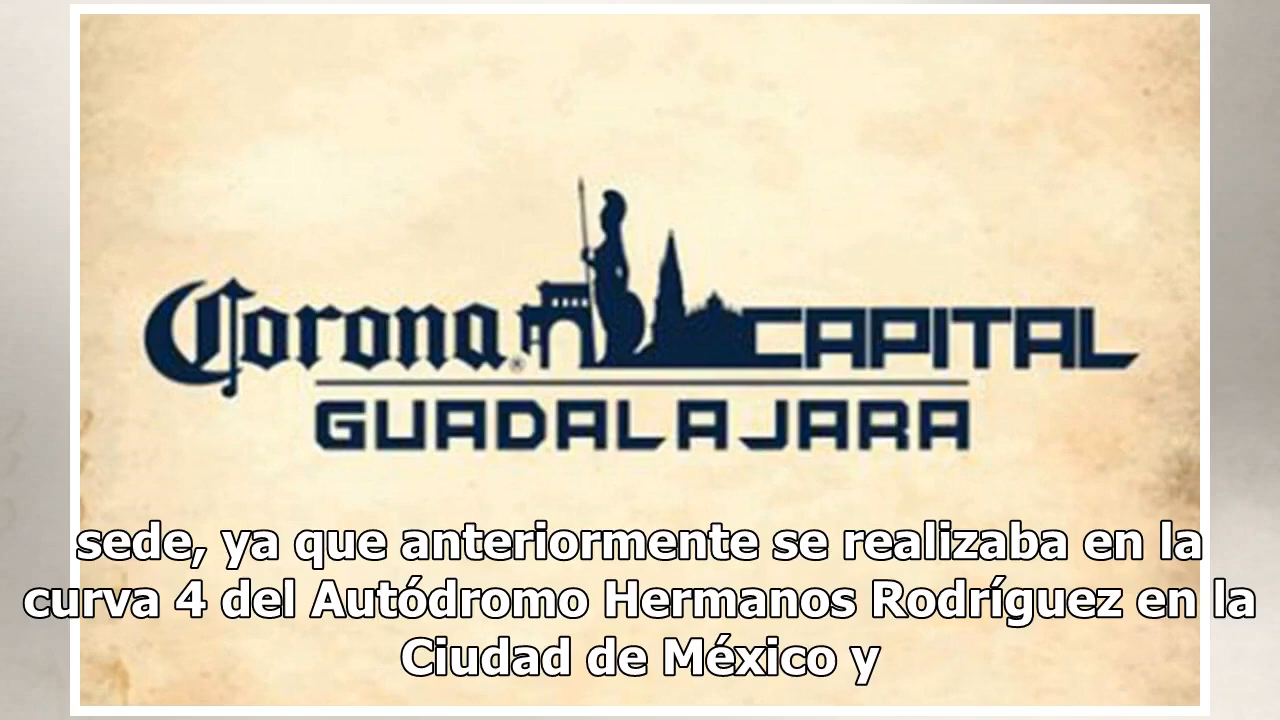 Corona® CAPITAL
GUADALAJARA
sede, ya que anteriormente se realizaba en la
curva 4 del Autódromo Hermanos Rodríguez en la
Ciudad de México y